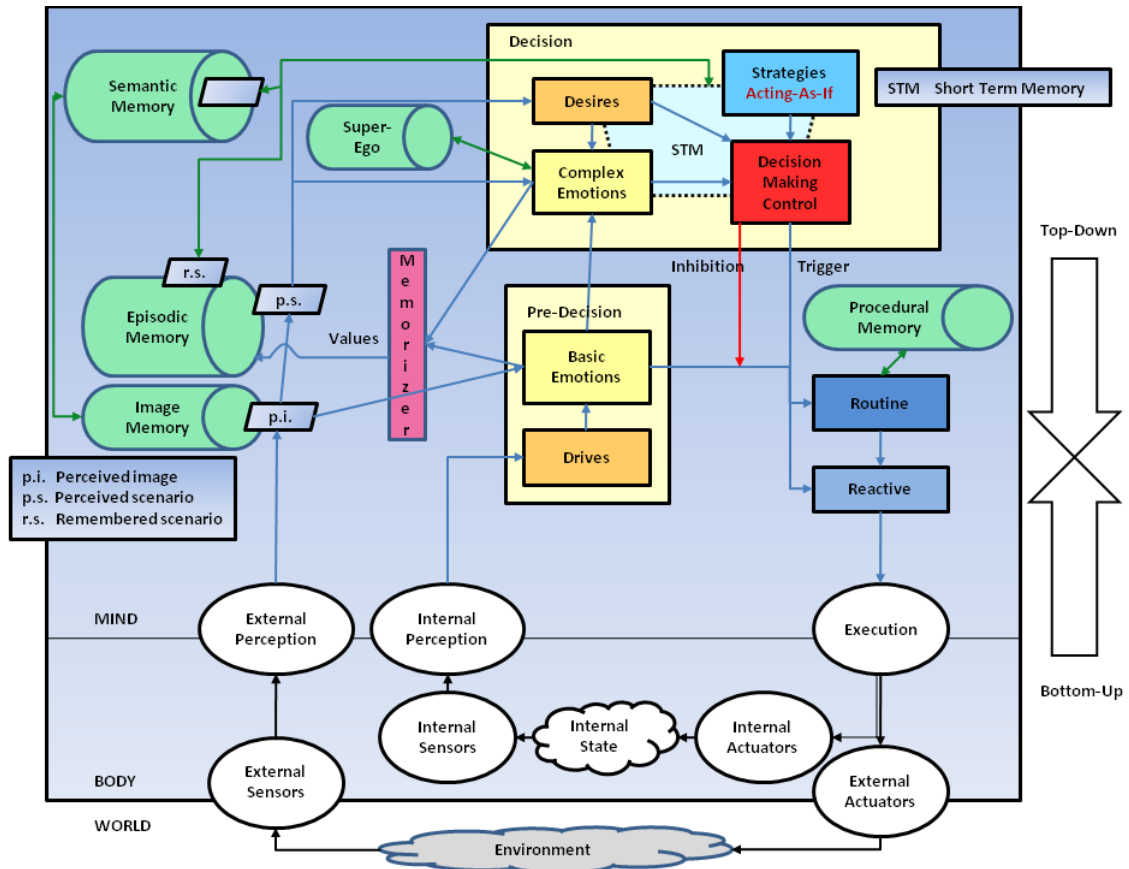 Decision
Semantic
Memory
Desires
Strategies
Acting-As-If
STM Short Term Memory
Super-
Ego
STM
Complex
Emotions
Decision
Making
Control
Top-Down
Inhibition
Trigger
r.s.
p.s.
Episodic
Memory
Values
Memorizer
Pre-Decision
Basic
Emotions
Procedural
Memory
Image
Memory
p.i.
Routine
Drives
Reactive
p.i. Perceived image
p.s. Perceived scenario
r.s. Remembered scenario
MIND
External
Perception
Internal
Perception
Execution
Bottom-Up
Internal
Sensors
Internal
State
Internal
Actuators
BODY
External
Sensors
External
Actuators
WORLD
Environment